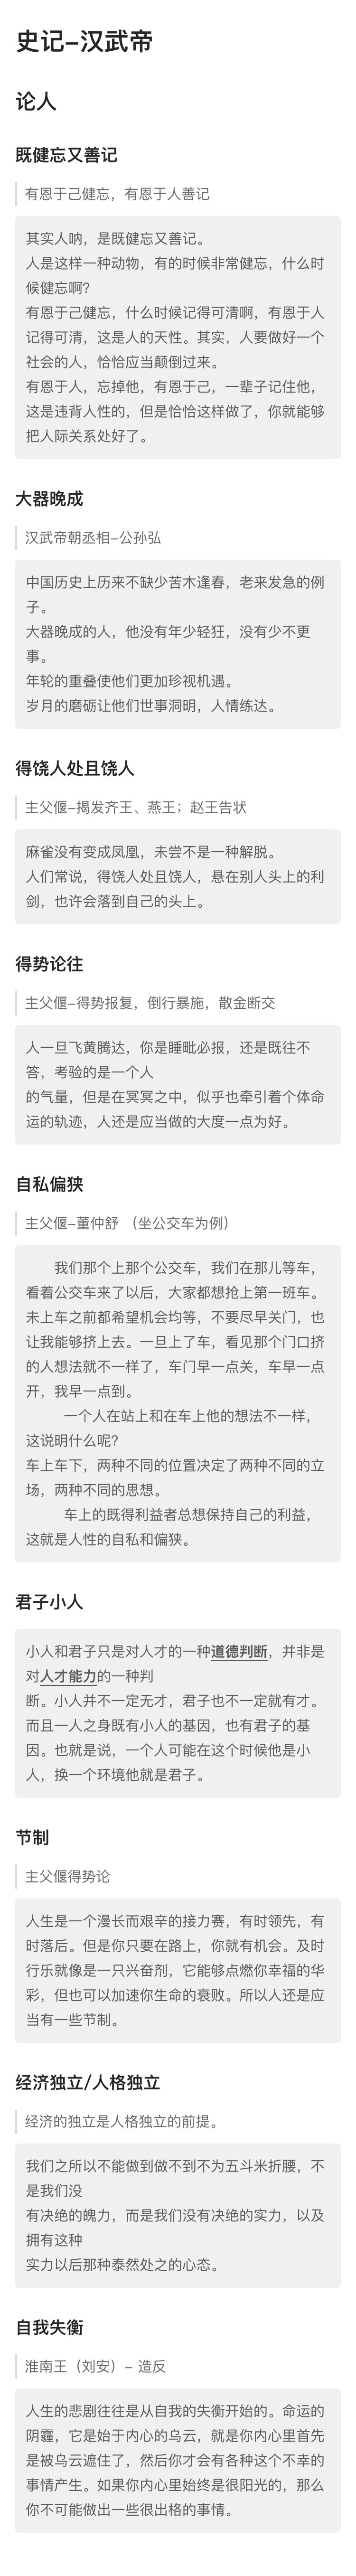 史记-汉武帝
论人
既健忘又善记
有恩于己健忘，有恩于人善记
其实人呐，是既健忘又善记。
人是这样一种动物，有的时候非常健忘，什么时
候健忘啊？
有恩于己健忘，什么时候记得可清啊，有恩于人
记得可清，这是人的天性。其实，人要做好一个
社会的人，恰恰应当颠倒过来。
有恩于人，忘掉他，有恩于己，一辈子记住他，
这是违背人性的，但是恰恰这样做了，你就能够
把人际关系处好了。
大器晚成
汉武帝朝丞相-公孙弘
中国历史上历来不缺少苦木逢春，老来发急的例
子。
大器晚成的人，他没有年少轻狂，没有少不更
事。
年轮的重叠使他们更加珍视机遇。
岁月的磨砺让他们世事洞明，人情练达。
得饶人处且饶人
主父偃-揭发齐王、燕王；赵王告状
麻雀没有变成凤凰，未尝不是一种解脱。
人们常说，得饶人处且饶人，悬在别人头上的利
剑，也许会落到自己的头上。
得势论往
主父偃-得势报复，倒行暴施，散金断交
人一旦飞黄腾达，你是睡毗必报，还是既往不
答，考验的是一个人
的气量，但是在冥冥之中，似乎也牵引着个体命
运的轨迹，人还是应当做的大度一点为好。
自私偏狭
主父偃-董仲舒 （坐公交车为例）
我们那个上那个公交车，我们在那儿等车，
看着公交车来了以后，大家都想抢上第一班车。
未上车之前都希望机会均等，不要尽早关门，也
让我能够挤上去。一旦上了车，看见那个门口挤
的人想法就不一样了，车门早一点关，车早一点
开，我早一点到。
一个人在站上和在车上他的想法不一样，
这说明什么呢？
车上车下，两种不同的位置决定了两种不同的立
场，两种不同的思想。
车上的既得利益者总想保持自己的利益，
这就是人性的自私和偏狭。
君子小人
小人和君子只是对人才的一种道德判断，并非是
对人才能力的一种判
断。小人并不一定无才，君子也不一定就有才。
而且一人之身既有小人的基因，也有君子的基
因。也就是说，一个人可能在这个时候他是小
人，换一个环境他就是君子。
节制
主父偃得势论
人生是一个漫长而艰辛的接力赛，有时领先，有
时落后。但是你只要在路上，你就有机会。及时
行乐就像是一只兴奋剂，它能够点燃你幸福的华
彩，但也可以加速你生命的衰败。所以人还是应
当有一些节制。
经济独立/人格独立
经济的独立是人格独立的前提。
我们之所以不能做到做不到不为五斗米折腰，不
是我们没
有决绝的魄力，而是我们没有决绝的实力，以及
拥有这种
实力以后那种泰然处之的心态。
自我失衡
淮南王（刘安）- 造反
人生的悲剧往往是从自我的失衡开始的。命运的
阴霾，它是始于内心的乌云，就是你内心里首先
是被乌云遮住了，然后你才会有各种这个不幸的
事情产生。如果你内心里始终是很阳光的，那么
你不可能做出一些很出格的事情。